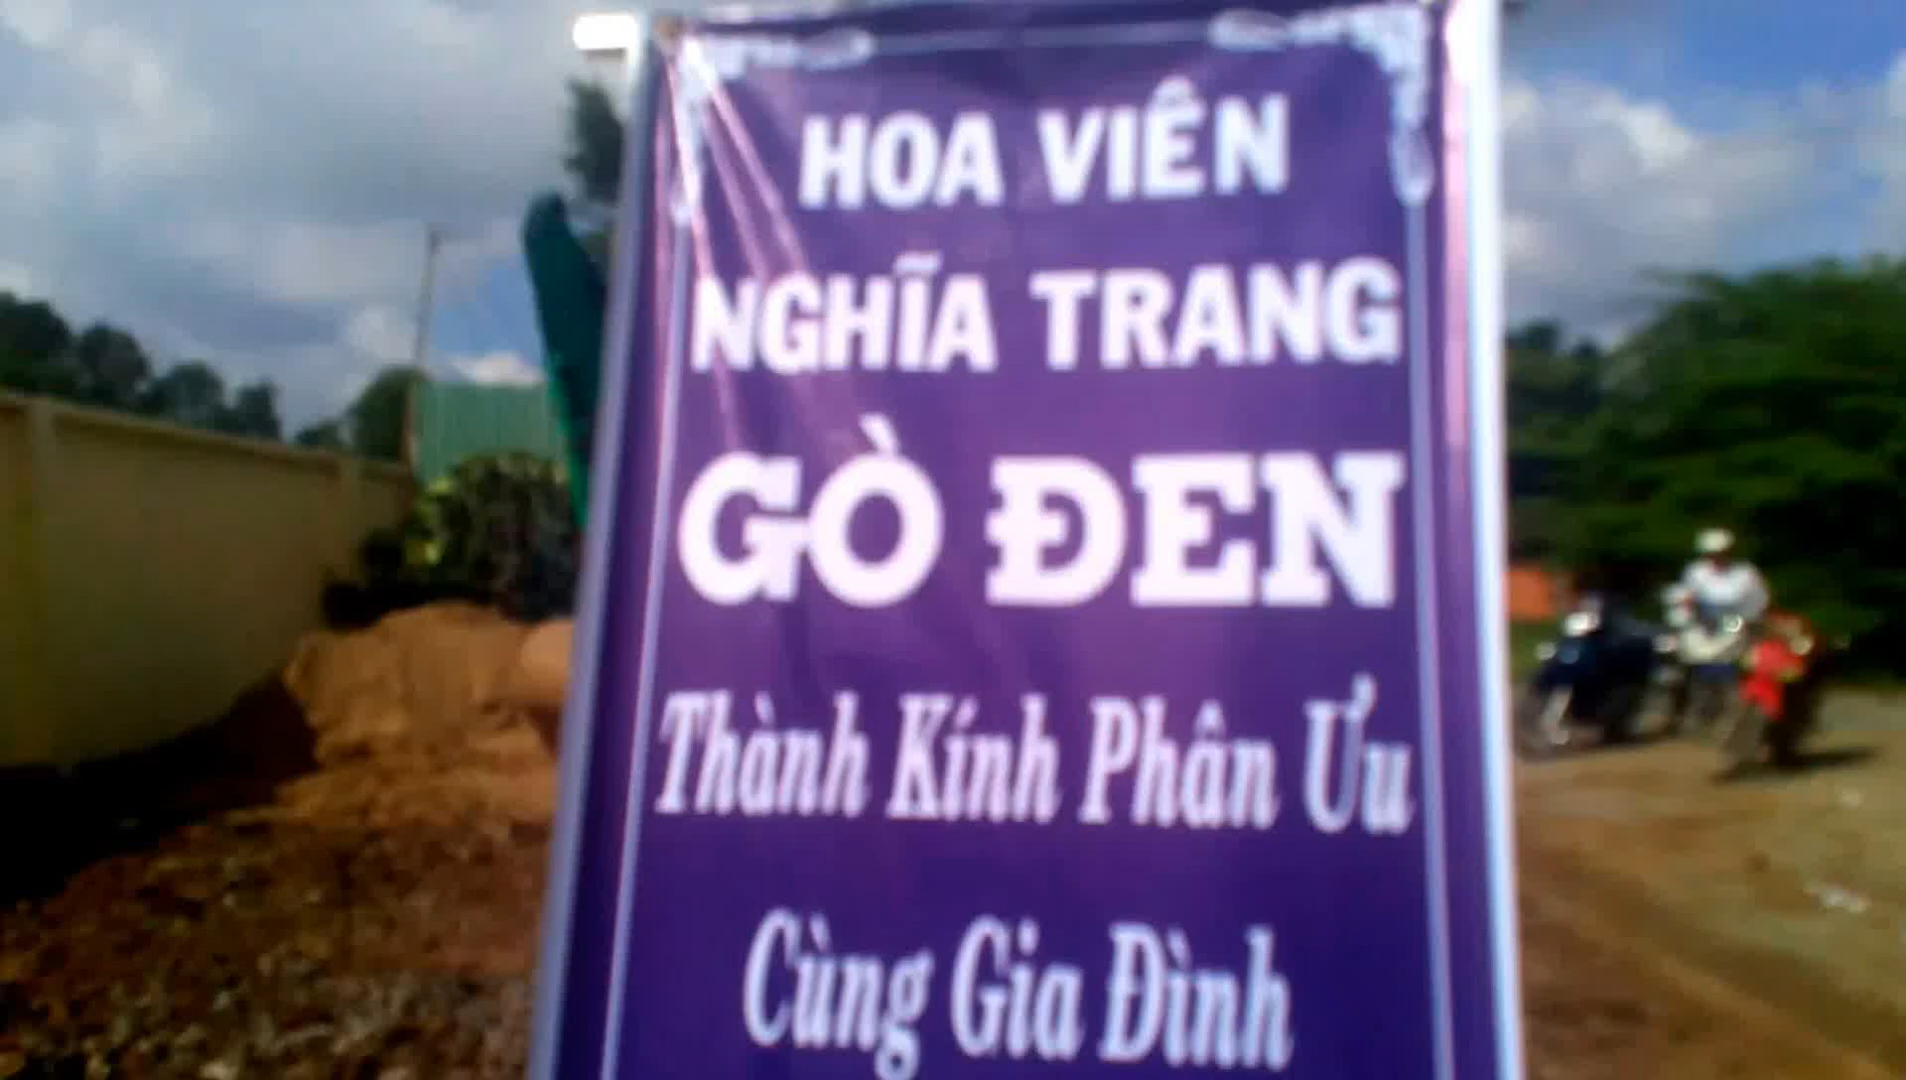 HOA VIÊN
NGHĨA TRANG
GÒ ĐEN
Thành Kính Phân Ưu
Cùng Gia Đình